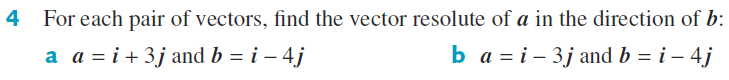 4 For each pair of vectors, find the vector resolute of a in the direction of b:
a a = i + 3j and b = i – 4j b a = i – 3j and b = i – 4j